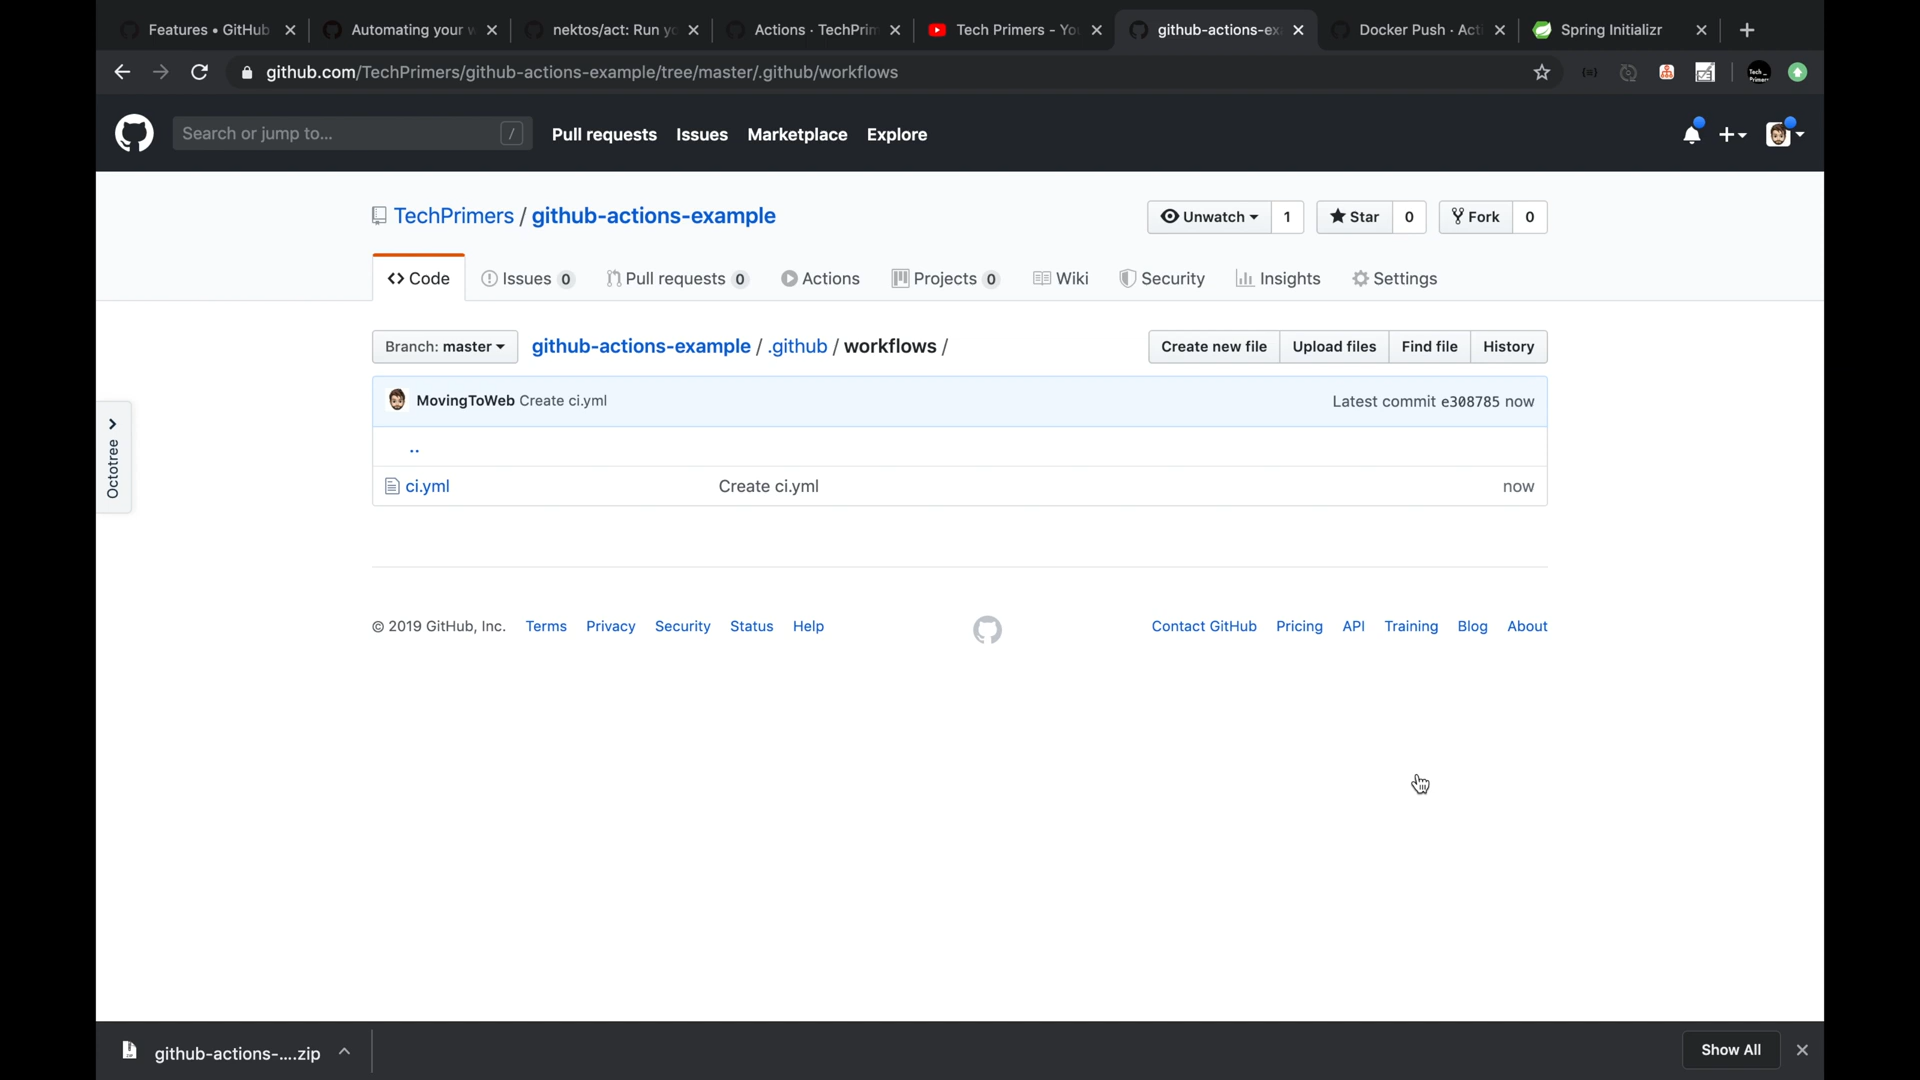 Features • GitHub
Automating your w
nektos/act: Run yo
Actions · TechPrim
Tech Primers - You
github-actions-exa
Docker Push · Acti
Spring Initializr
github.com/TechPrimers/github-actions-example/tree/master/.github/workflows
Search or jump to...
/
Pull requests
Issues
Marketplace
Explore
TechPrimers / github-actions-example
Unwatch 1
Star 0
Fork 0
Code
Issues 0
Pull requests 0
Actions
Projects 0
Wiki
Security
Insights
Settings
Branch: master
github-actions-example / .github / workflows /
Create new file
Upload files
Find file
History
MovingToWeb Create ci.yml
Latest commit e308785 now
..
ci.yml
Create ci.yml
now
Octotree
© 2019 GitHub, Inc.
Terms
Privacy
Security
Status
Help
Contact GitHub
Pricing
API
Training
Blog
About
github-actions-....zip
Show All